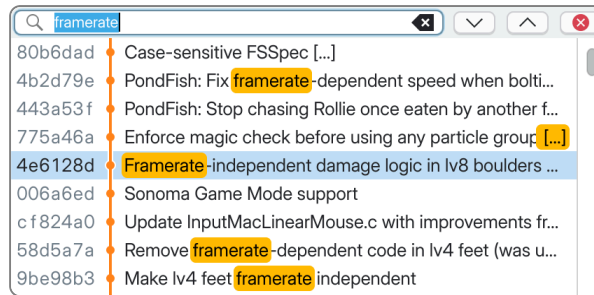 framerate
80b6dad Case-sensitive FSSpec [...]
4b2d79e PondFish: Fix framerate-dependent speed when bolti...
443a53f PondFish: Stop chasing Rollie once eaten by another f...
775a46a Enforce magic check before using any particle group [...]
4e6128d Framerate-independent damage logic in lv8 boulders ...
006a6ed Sonoma Game Mode support
cf824a0 Update InputMacLinearMouse.c with improvements fr...
58d5a7a Remove framerate-dependent code in lv4 feet (was u...
9be98b3 Make lv4 feet framerate independent